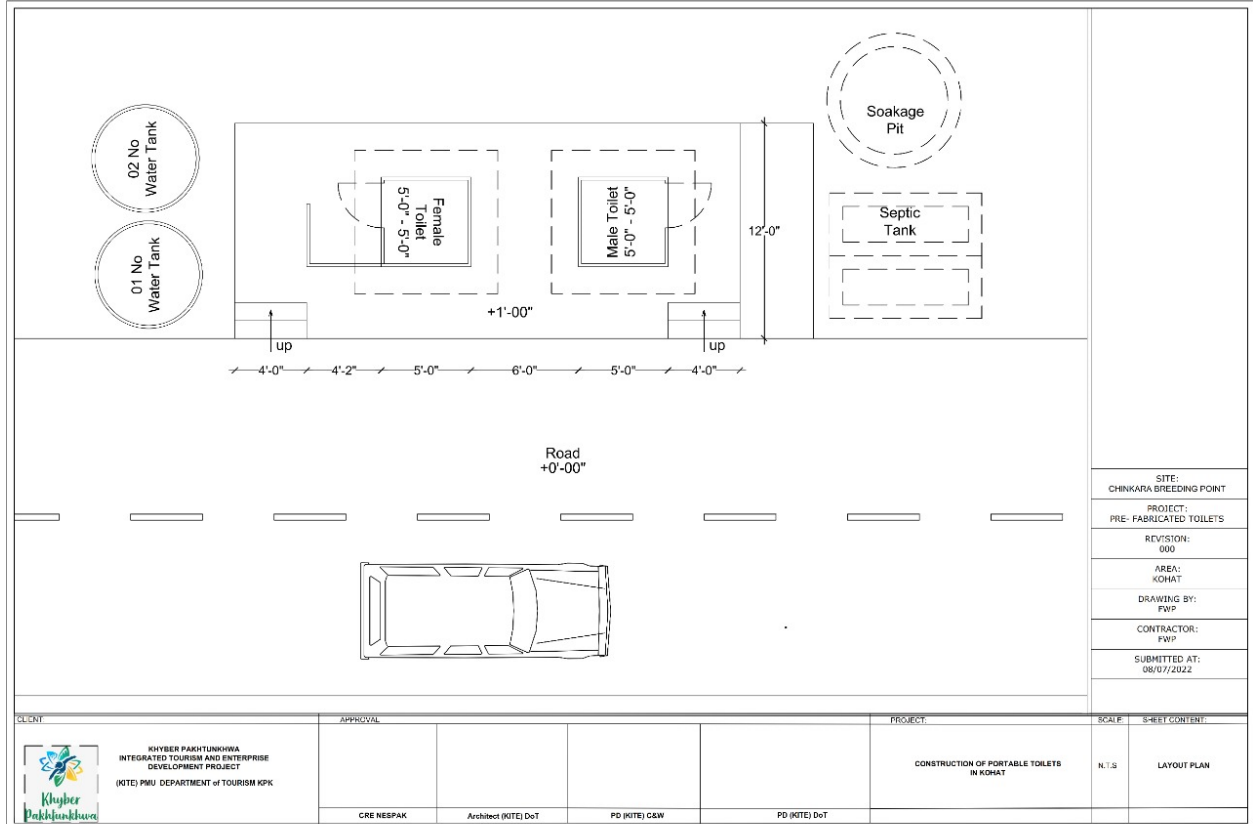 Soakage
Pit
02 No
Water Tank
01 No
Water Tank
Female
Toilet
5'-0" - 5'-0"
Male Toilet
5'-0" - 5'-0"
12'-0"
Septic
Tank
+1'-00"
up
up
4'-0"
4'-2"
5'-0"
6'-0"
5'-0"
4'-0"
Road
+0'-00"
SITE:
CHINKARA BREEDING POINT
PROJECT:
PRE- FABRICATED TOILETS
REVISION:
000
AREA:
KOHAT
DRAWING BY:
FWP
CONTRACTOR:
FWP
SUBMITTED AT:
08/07/2022
CLIENT:
Khyber
Pakhtunkhwa
KHYBER PAKHTUNKHWA
INTEGRATED TOURISM AND ENTERPRISE
DEVELOPMENT PROJECT
(KITE) PMU DEPARTMENT of TOURISM KPK
APPROVAL
CRE NESPAK
Architect (KITE) DoT
PD (KITE) C&W
PD (KITE) DoT
PROJECT:
CONSTRUCTION OF PORTABLE TOILETS
IN KOHAT
SCALE:
N.T.S
SHEET CONTENT:
LAYOUT PLAN